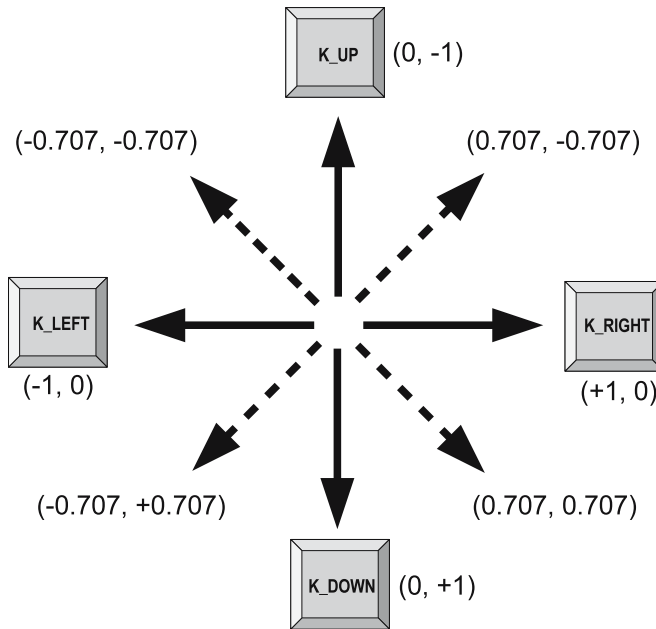 K_UP (0, -1)
(-0.707, -0.707) (0.707, -0.707)
K_LEFT K_RIGHT
(-1, 0) (+1, 0)
(-0.707, +0.707) (0.707, 0.707)
K_DOWN (0, +1)